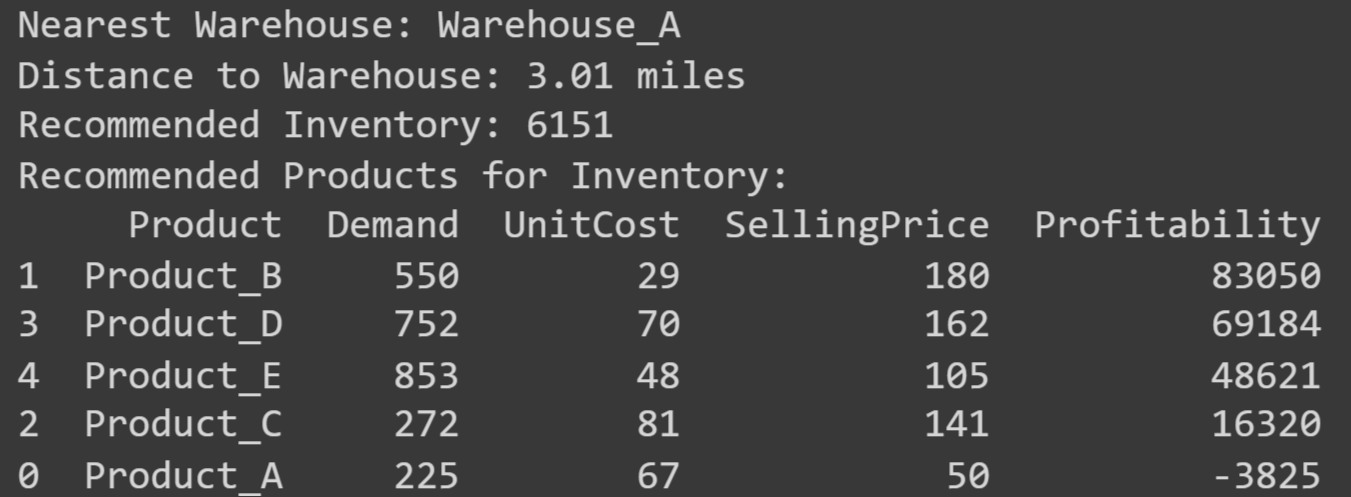 Nearest Warehouse: Warehouse_A
Distance to Warehouse: 3.01 miles
Recommended Inventory: 6151
Recommended Products for Inventory:
Product Demand UnitCost SellingPrice Profitability
1 Product_B 550 29 180 83050
3 Product_D 752 70 162 69184
4 Product_E 853 48 105 48621
2 Product_C 272 81 141 16320
0 Product_A 225 67 50 -3825